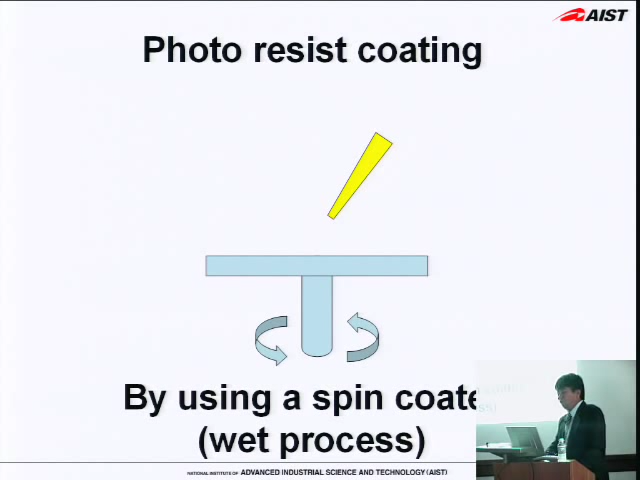 AIST
Photo resist coating
By using a spin coate
(wet process)
NATIONAL INSTITUTE OF ADVANCED INDUSTRIAL SCIENCE AND TECHNOLOGY (AIST)